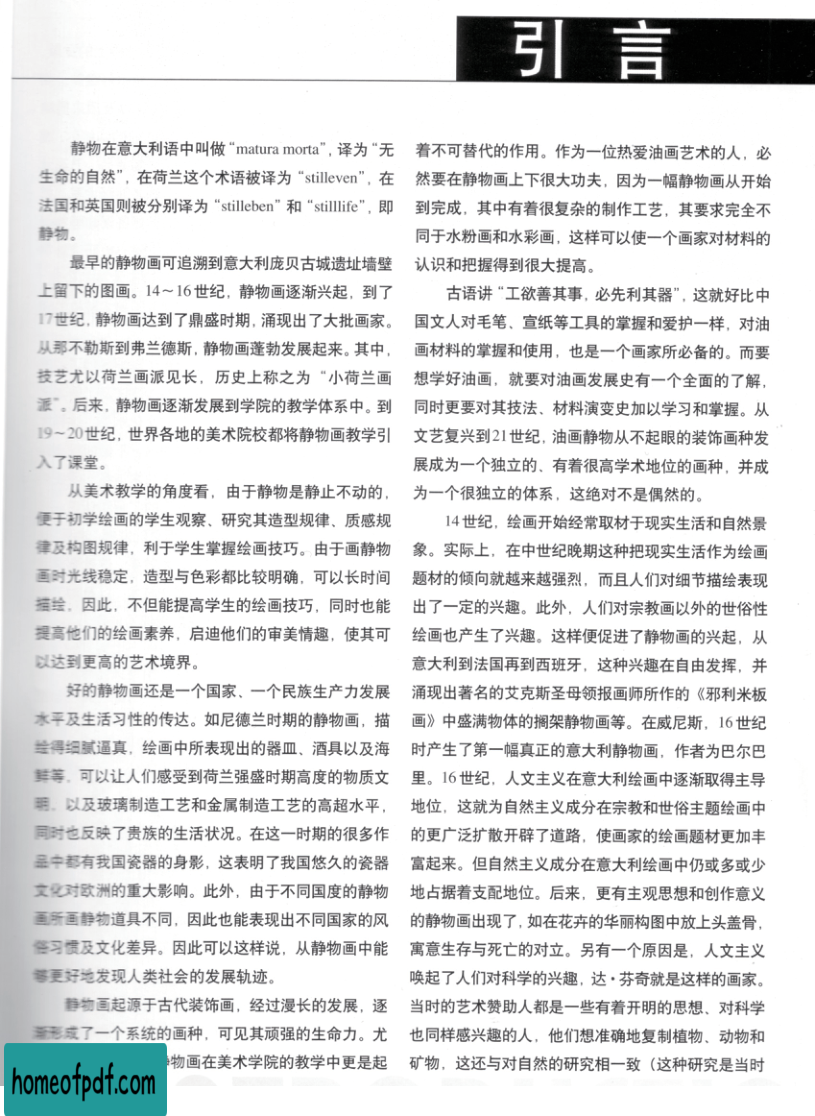 引言
静物在意大利语中叫做“matura morta”，译为“无
生命的自然”，在荷兰这个术语被译为“stilleven”，在
法国和英国则被分别译为“stilleben”和“stilllife”，即
静物。
最早的静物画可追溯到意大利庞贝古城遗址墙壁
上留下的图画。14～16世纪，静物画逐渐兴起，到了
17世纪，静物画达到了鼎盛时期，涌现出了大批画家。
从那不勒斯到弗兰德斯，静物画蓬勃发展起来。其中，
技艺尤以荷兰画派见长，历史上称之为“小荷兰画
派”。后来，静物画逐渐发展到学院的教学体系中。到
19～20世纪，世界各地的美术院校都将静物画教学引
入了课堂。
从美术教学的角度看，由于静物是静止不动的，
便于初学绘画的学生观察、研究其造型规律、质感规
律及构图规律，利于学生掌握绘画技巧。由于画静物
画时光线稳定，造型与色彩都比较明确，可以长时间
描绘，因此，不但能提高学生的绘画技巧，同时也能
提高他们的绘画素养，启迪他们的审美情趣，使其可
以达到更高的艺术境界。
好的静物画还是一个国家、一个民族生产力发展
水平及生活习性的传达。如尼德兰时期的静物画，描
绘得细腻逼真，绘画中所表现出的器皿、酒具以及海
鲜等，可以让人们感受到荷兰强盛时期高度的物质文
明，以及玻璃制造工艺和金属制造工艺的高超水平，
同时也反映了贵族的生活状况。在这一时期的很多作
品中都有我国瓷器的身影，这表明了我国悠久的瓷器
文化对欧洲的重大影响。此外，由于不同国度的静物
画所画静物道具不同，因此也能表现出不同国家的风
俗习惯及文化差异。因此可以这样说，从静物画中能
够更好地发现人类社会的发展轨迹。
静物画起源于古代装饰画，经过漫长的发展，逐
渐形成了一个系统的画种，可见其顽强的生命力。尤
物画在美术学院的教学中更是起
着不可替代的作用。作为一位热爱油画艺术的人，必
然要在静物画上下很大功夫，因为一幅静物画从开始
到完成，其中有着很复杂的制作工艺，其要求完全不
同于水粉画和水彩画，这样可以使一个画家对材料的
认识和把握得到很大提高。
古语讲“工欲善其事，必先利其器”，这就好比中
国文人对毛笔、宣纸等工具的掌握和爱护一样，对油
画材料的掌握和使用，也是一个画家所必备的。而要
想学好油画，就要对油画发展史有一个全面的了解，
同时更要对其技法、材料演变史加以学习和掌握。从
文艺复兴到21世纪，油画静物从不起眼的装饰画种发
展成为一个独立的、有着很高学术地位的画种，并成
为一个很独立的体系，这绝对不是偶然的。
14世纪，绘画开始经常取材于现实生活和自然景
象。实际上，在中世纪晚期这种把现实生活作为绘画
题材的倾向就越来越强烈，而且人们对细节描绘表现
出了一定的兴趣。此外，人们对宗教画以外的世俗性
绘画也产生了兴趣。这样便促进了静物画的兴起，从
意大利到法国再到西班牙，这种兴趣在自由发挥，并
涌现出著名的艾克斯圣母领报画师所作的《邪利米板
画》中盛满物体的搁架静物画等。在威尼斯，16世纪
时产生了第一幅真正的意大利静物画，作者为巴尔巴
里。16世纪，人文主义在意大利绘画中逐渐取得主导
地位，这就为自然主义成分在宗教和世俗主题绘画中
的更广泛扩散开辟了道路，使画家的绘画题材更加丰
富起来。但自然主义成分在意大利绘画中仍或多或少
地占据着支配地位。后来，更有主观思想和创作意义
的静物画出现了，如在花卉的华丽构图中放上头盖骨，
寓意生存与死亡的对立。另有一个原因是，人文主义
唤起了人们对科学的兴趣，达·芬奇就是这样的画家。
当时的艺术赞助人都是一些有着开明的思想、对科学
也同样感兴趣的人，他们想准确地复制植物、动物和
矿物，这还与对自然的研究相一致（这种研究是当时
homeofpdf.com